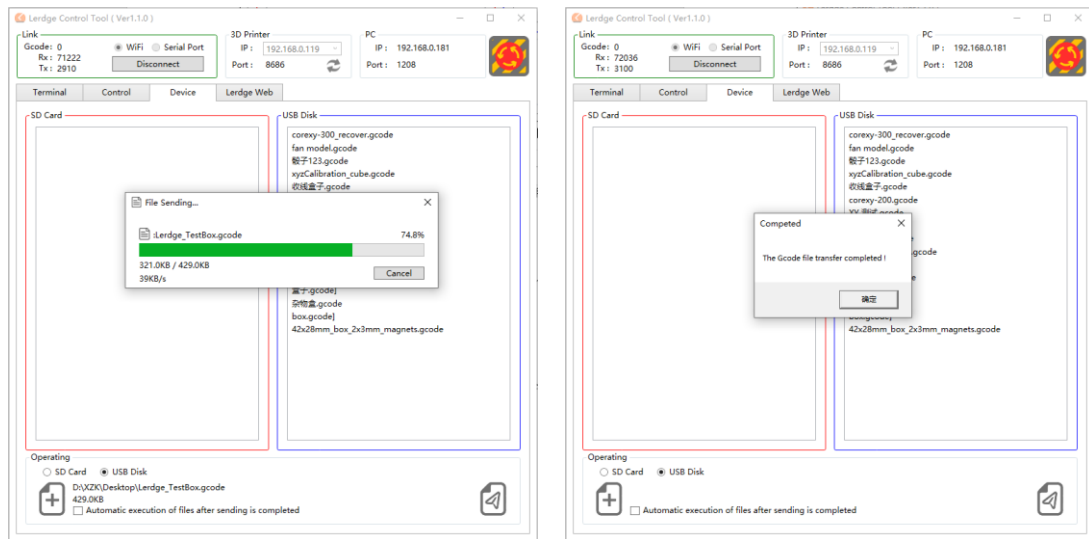 Lerdge Control Tool ( Ver1.1.0 )
Link
Gcode: 0
WiFi
Serial Port
Rx: 71222
Tx: 2910
Disconnect
3D Printer
IP: 192.168.0.119
Port: 8686
PC
IP: 192.168.0.181
Port: 1208
Terminal
Control
Device
Lerdge Web
SD Card
USB Disk
corexy-300_recover.gcode
fan model.gcode
骰子123.gcode
xyzCalibration_cube.gcode
收线盒子.gcode
File Sending...
:Lerdge_TestBox.gcode
74.8%
321.0KB / 429.0KB
39KB/s
Cancel
盒子.gcode]
杂物盒.gcode
box.gcode]
42x28mm_box_2x3mm_magnets.gcode
Operating
SD Card
USB Disk
D:\XZK\Desktop\Lerdge_TestBox.gcode
429.0KB
Automatic execution of files after sending is completed
Lerdge Control Tool ( Ver1.1.0 )
Link
Gcode: 0
WiFi
Serial Port
Rx: 72036
Tx: 3100
Disconnect
3D Printer
IP: 192.168.0.119
Port: 8686
PC
IP: 192.168.0.181
Port: 1208
Terminal
Control
Device
Lerdge Web
SD Card
USB Disk
corexy-300_recover.gcode
fan model.gcode
骰子123.gcode
xyzCalibration_cube.gcode
收线盒子.gcode
corexy-200.gcode
Competed
The Gcode file transfer completed !
确定
42x28mm_box_2x3mm_magnets.gcode
Operating
SD Card
USB Disk
Automatic execution of files after sending is completed